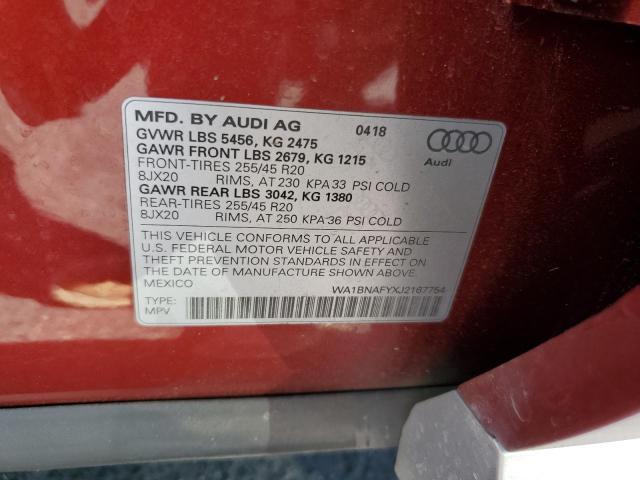 MFD. BY AUDI AG 0418
GVWR LBS 5456, KG 2475
GAWR FRONT LBS 2679, KG 1215
FRONT-TIRES 255/45 R20
8JX20 RIMS, AT 230 KPA 33 PSI COLD
GAWR REAR LBS 3042, KG 1380
REAR-TIRES 255/45 R20
8JX20 RIMS, AT 250 KPA 36 PSI COLD
Audi
THIS VEHICLE CONFORMS TO ALL APPLICABLE
U.S. FEDERAL MOTOR VEHICLE SAFETY AND
THEFT PREVENTION STANDARDS IN EFFECT ON
THE DATE OF MANUFACTURE SHOWN ABOVE.
MEXICO WA1BNAFYXJ2167754
TYPE:
MPV